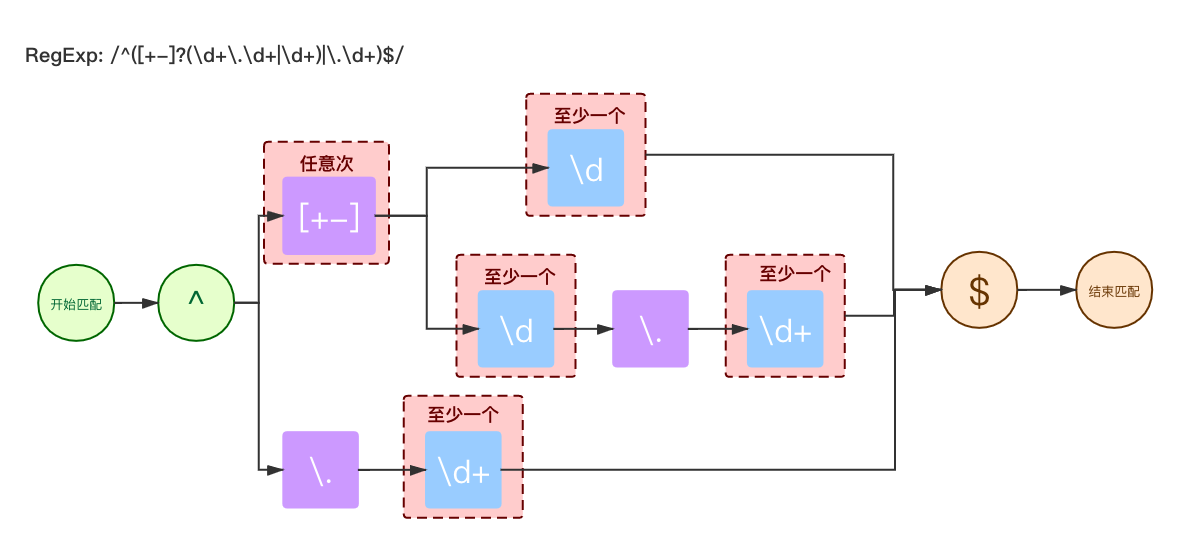 RegExp: /^([+-]?(\d+\.\d+|\d+)|\.\d+)$/
至少一个
\d
任意次
[+-]
至少一个
\d
\.
至少一个
\d+
开始匹配
^
$
结束匹配
\.
至少一个
\d+